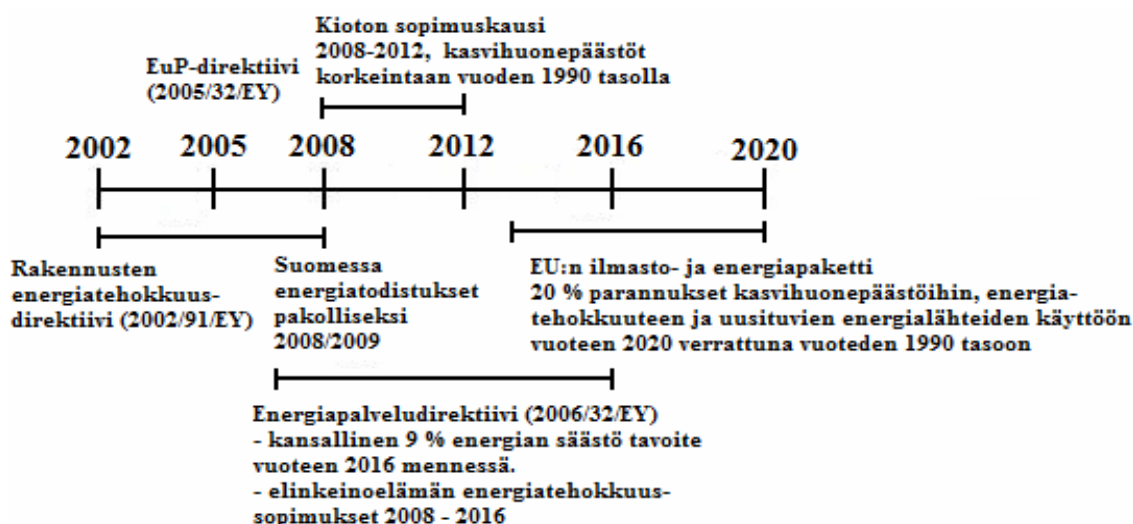 Kioton sopimuskausi
2008-2012, kasvihuonepäästöt
korkeintaan vuoden 1990 tasolla
EuP-direktiivi
(2005/32/EY)
2002 2005 2008 2012 2016 2020
Rakennusten
energiatehokkuus-
direktiivi (2002/91/EY)
Suomessa
energiatodistukset
pakolliseksi
2008/2009
EU:n ilmasto- ja energiapaketti
20 % parannukset kasvihuonepäästöihin, energia-
tehokkuuteen ja uusituvien energialähteiden käyttöön
vuoteen 2020 verrattuna vuoteden 1990 tasoon
Energiapalveludirektiivi (2006/32/EY)
- kansallinen 9 % energian säästö tavoite
vuoteen 2016 mennessä.
- elinkeinoelämän energiatehokkuus-
sopimukset 2008 - 2016